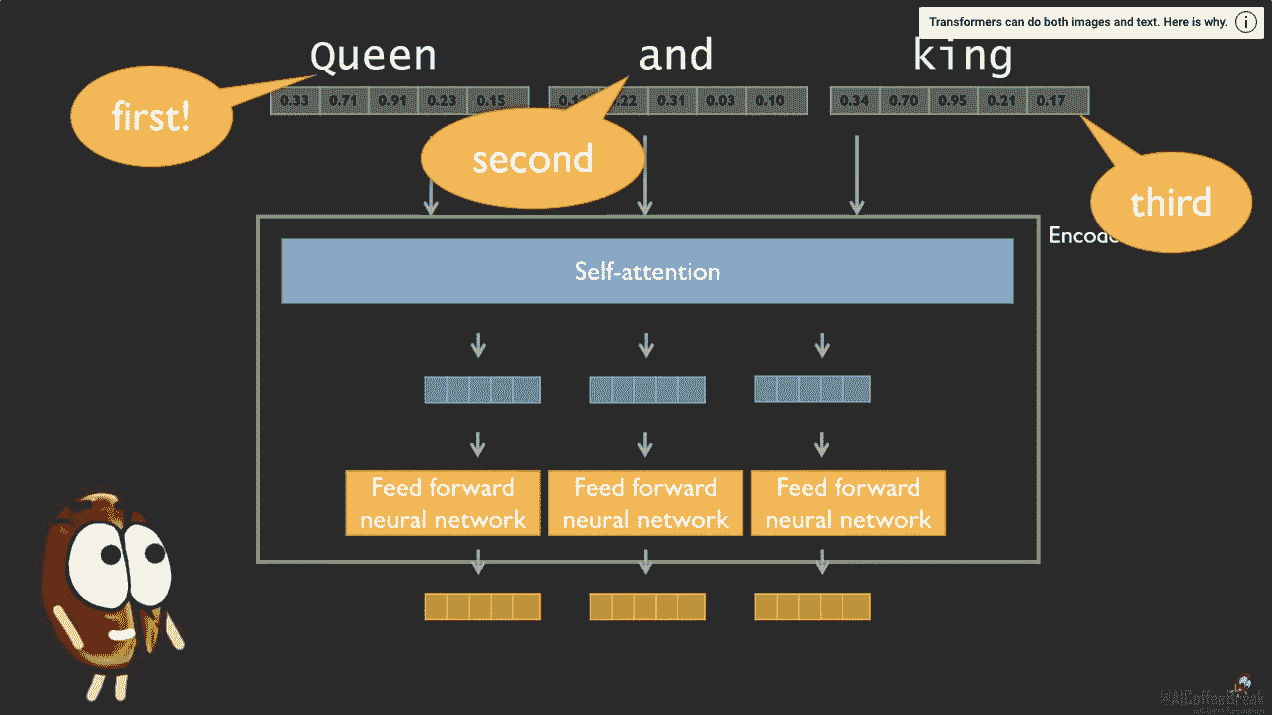 Transformers can do both images and text. Here is why.
Queen and king
first!
0.33 0.71 0.91 0.23 0.15
0.31 0.03 0.10
0.34 0.70 0.95 0.21 0.17
second
third
Self-attention
Feed forward
neural network
Feed forward
neural network
Feed forward
neural network
@AICoffeeBreak